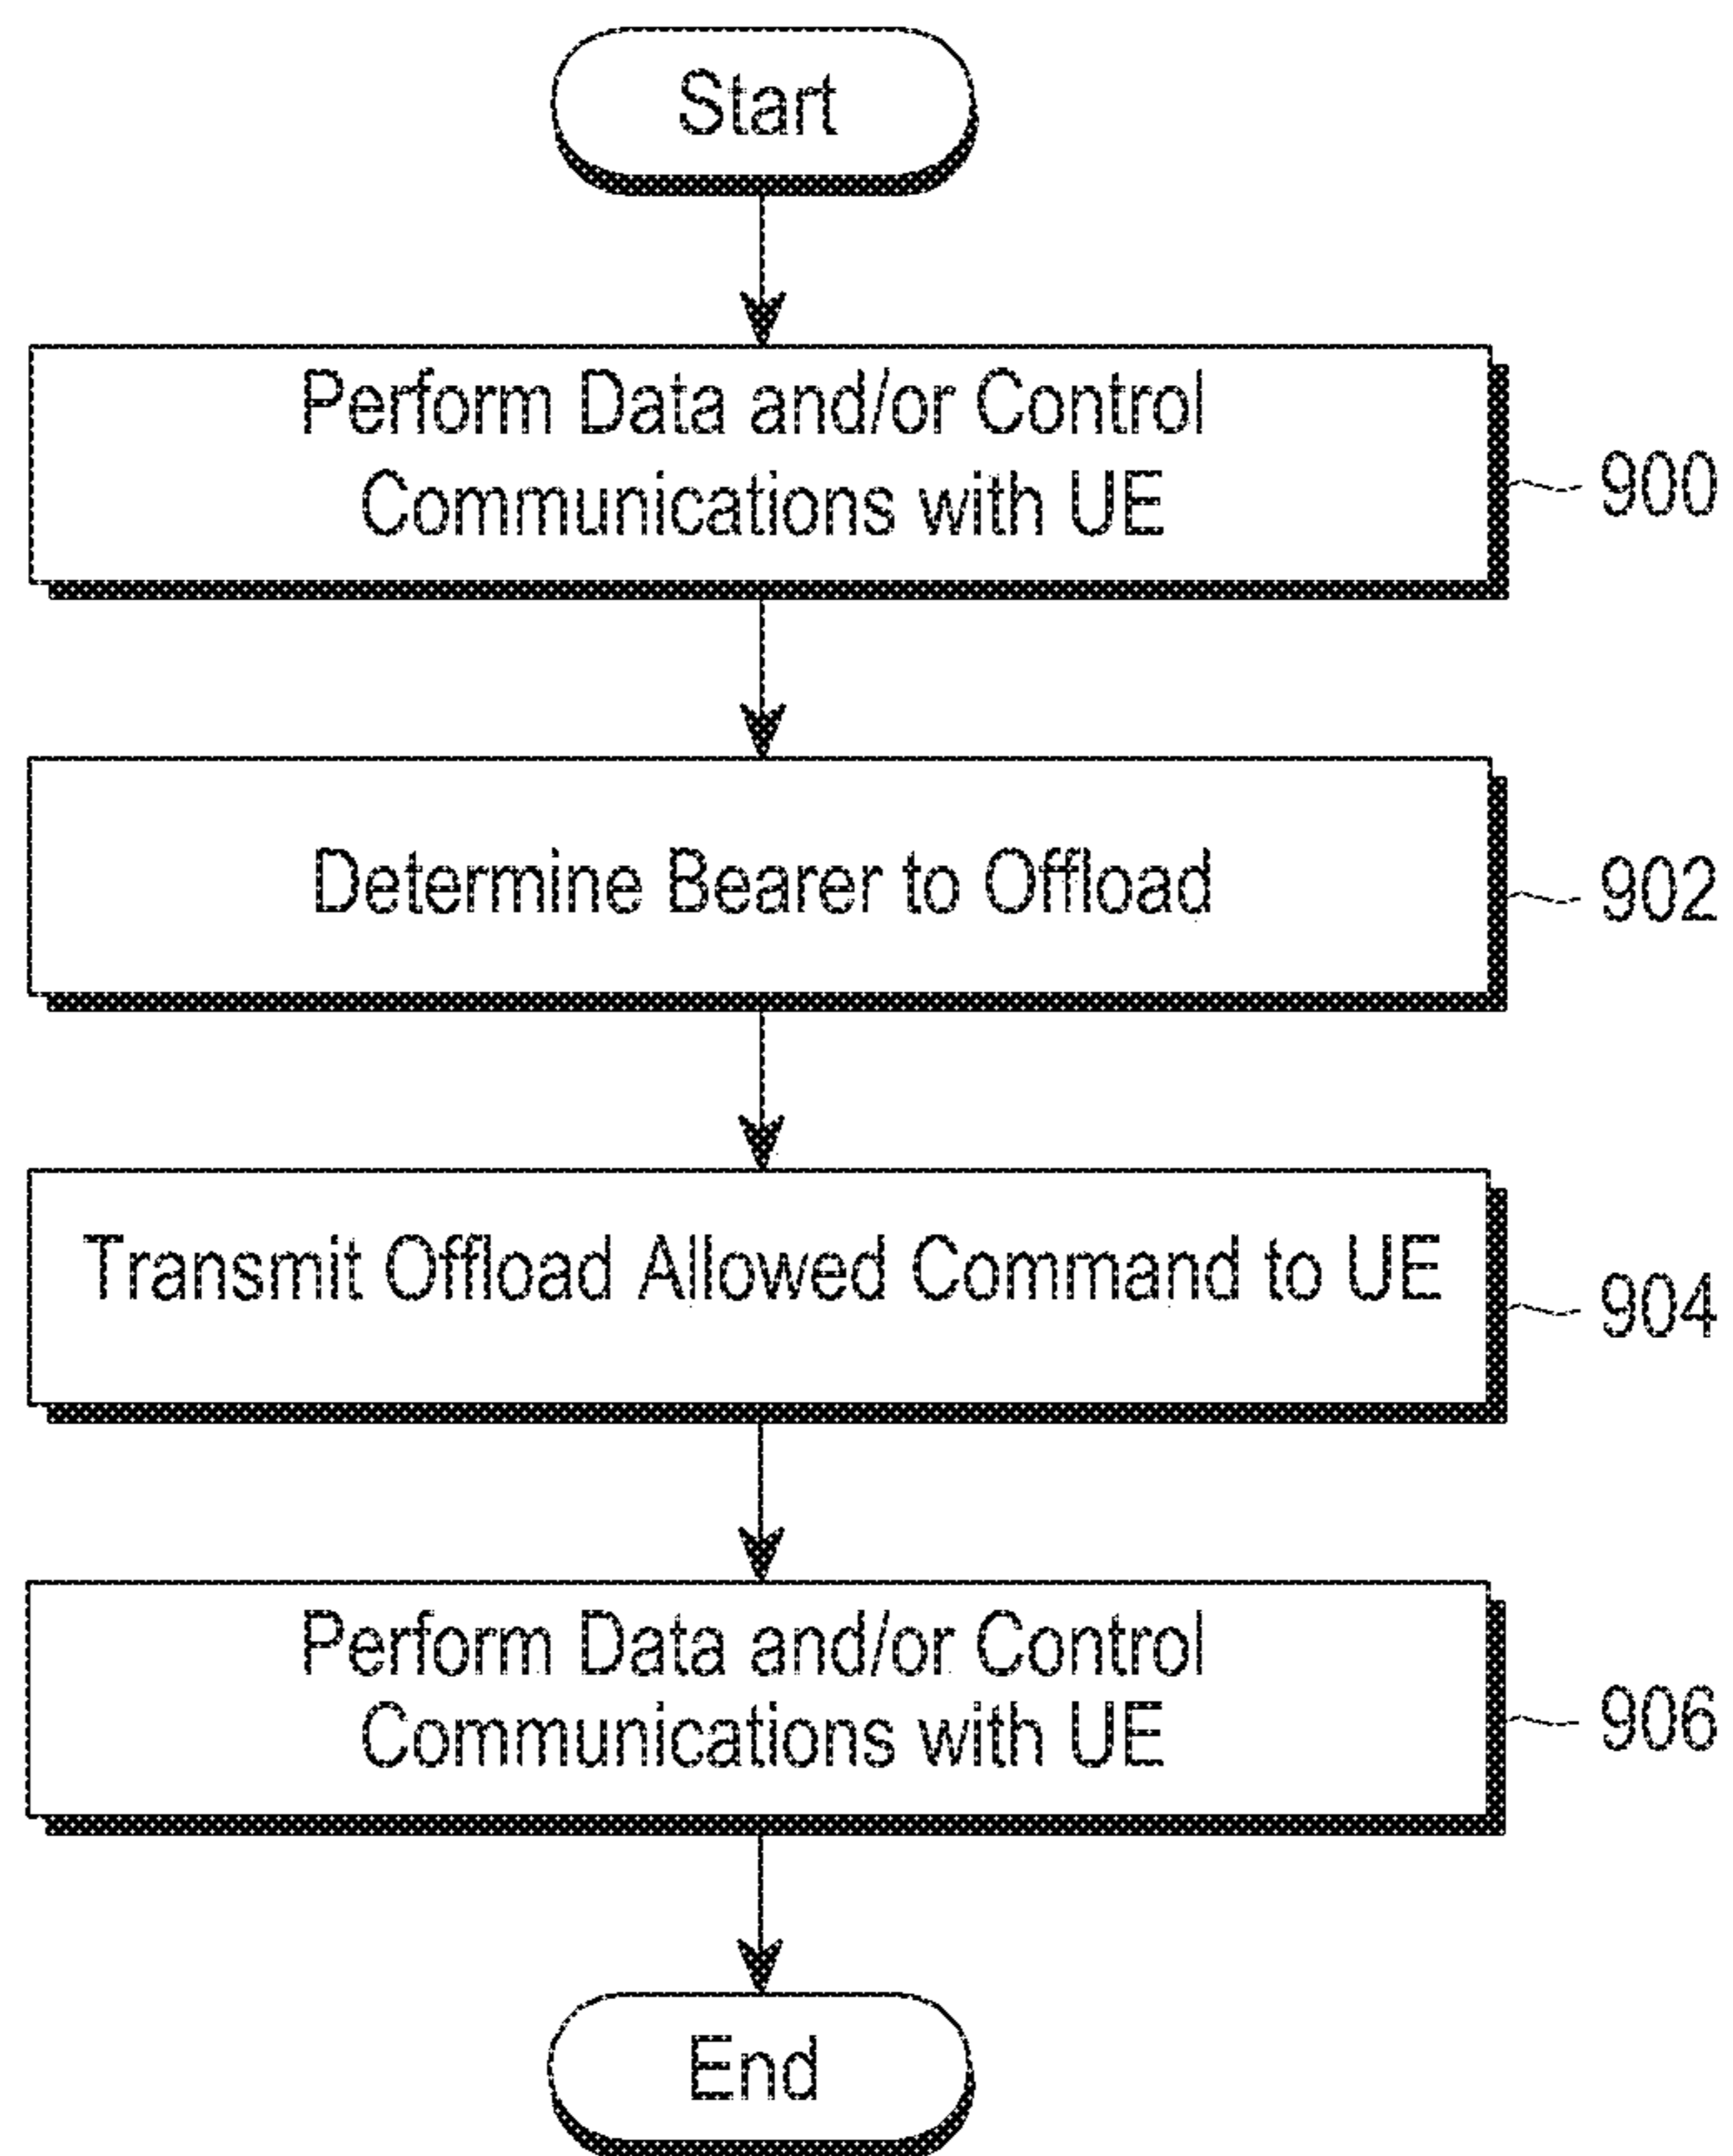 Start
Perform Data and/or Control
Communications with UE
900
Determine Bearer to Offload
902
Transmit Offload Allowed Command to UE
904
Perform Data and/or Control
Communications with UE
906
End